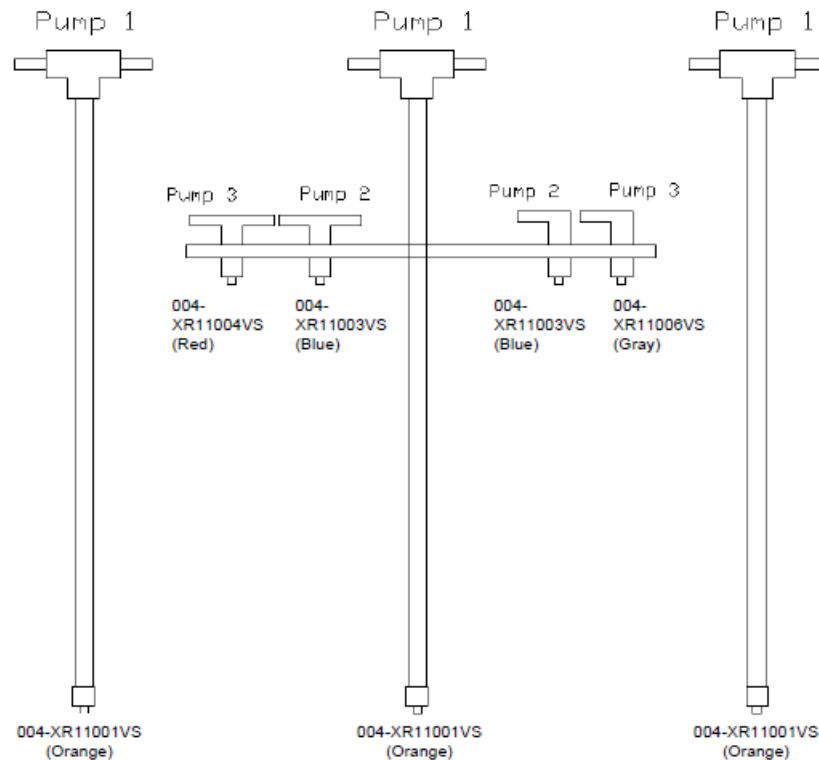 Pump 1
Pump 1
Pump 1
Pump 3
Pump 2
Pump 2
Pump 3
004-
XR11004VS
(Red)
004-
XR11003VS
(Blue)
004-
XR11003VS
(Blue)
004-
XR11006VS
(Gray)
004-XR11001VS
(Orange)
004-XR11001VS
(Orange)
004-XR11001VS
(Orange)